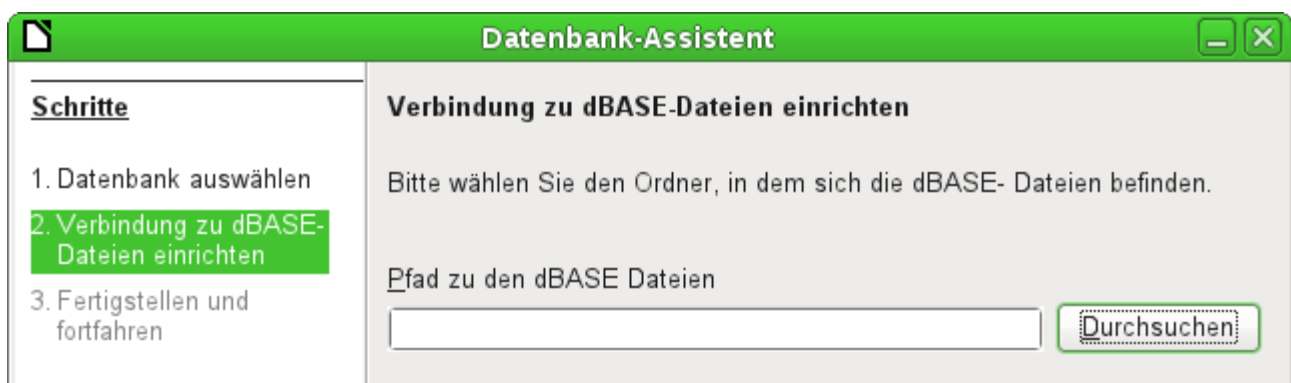 Datenbank-Assistent
Schritte
1. Datenbank auswählen
2. Verbindung zu dBASE-
Dateien einrichten
3. Fertigstellen und
fortfahren
Verbindung zu dBASE-Dateien einrichten
Bitte wählen Sie den Ordner, in dem sich die dBASE- Dateien befinden.
Pfad zu den dBASE Dateien
Durchsuchen